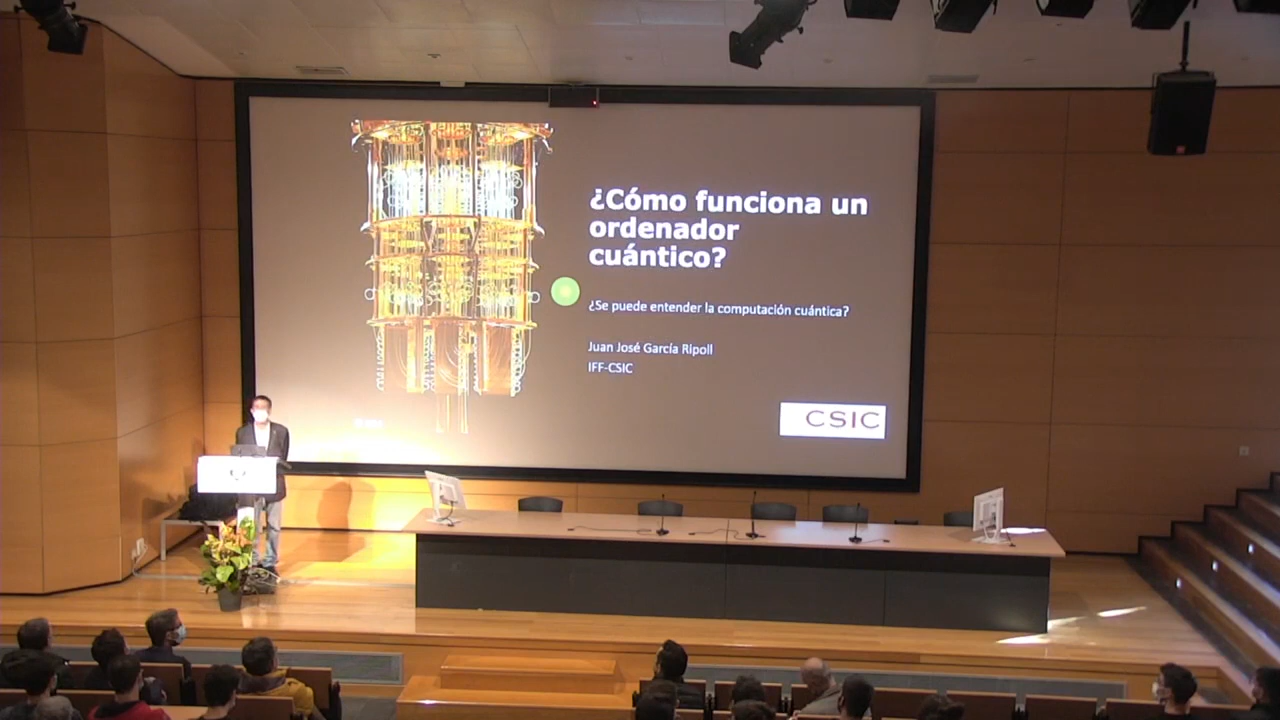 ¿Cómo funciona un
ordenador
cuántico?
¿Se puede entender la computación cuántica?
Juan José García Ripoll
IFF-CSIC
CSIC